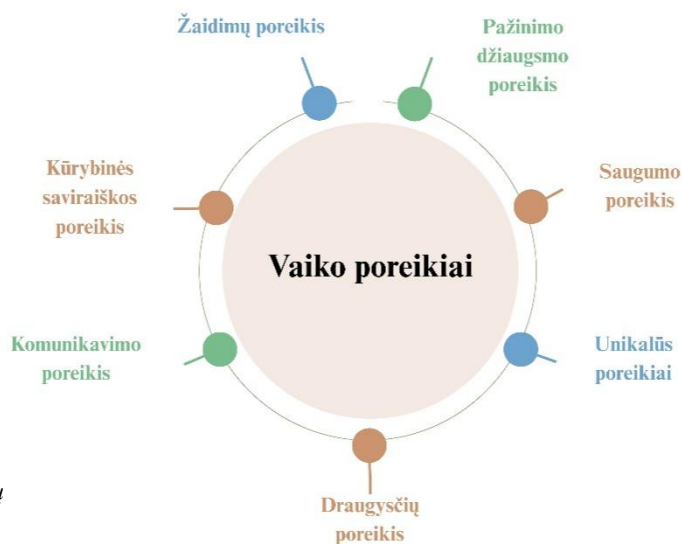 Žaidimų poreikis
Pažinimo
džiaugsmo
poreikis
Kūrybinės
saviraiškos
poreikis
Saugumo
poreikis
Vaiko poreikiai
Komunikavimo
poreikis
Unikalūs
poreikiai
Draugysčių
poreikis
ų